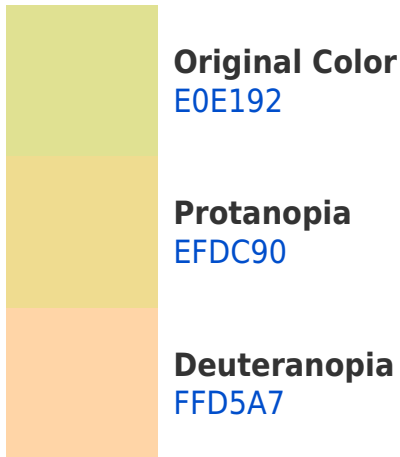 Original Color
E0E192
Protanopia
EFDC90
Deuteranopia
FFD5A7